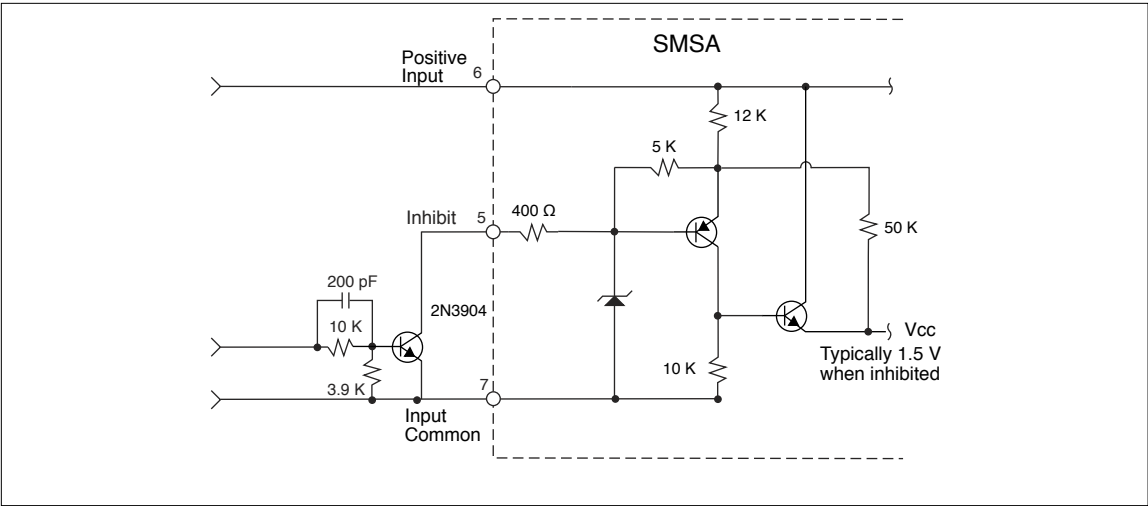 SMSA
Positive
Input
6
12 K
5 K
Inhibit
5
400 Ω
50 K
200 pF
2N3904
10 K
3.9 K
Vcc
Typically 1.5 V
when inhibited
10 K
7
Input
Common